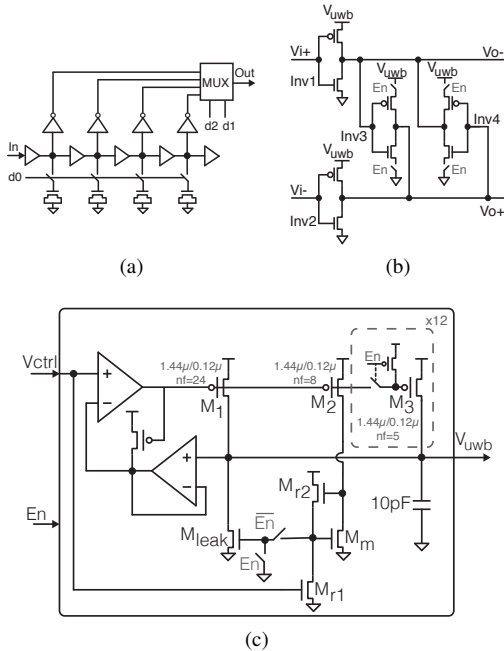 MUX
Out
d2 d1
In
d0
(a)
Vuwb
Vi+
Inv1
Vo-
Vuwb
Vuwb
En
En
Inv3
Inv4
En
En
Vuwb
Vi-
Inv2
Vo+
(b)
x12
Vctrl
1.44µ/0.12µ
nf=24
1.44µ/0.12µ
nf=8
En
M1
M2
M3
1.44µ/0.12µ
nf=5
Vuwb
+
−
+
−
Mr2
10pF
En
En
Mleak
Mm
En
Mr1
(c)